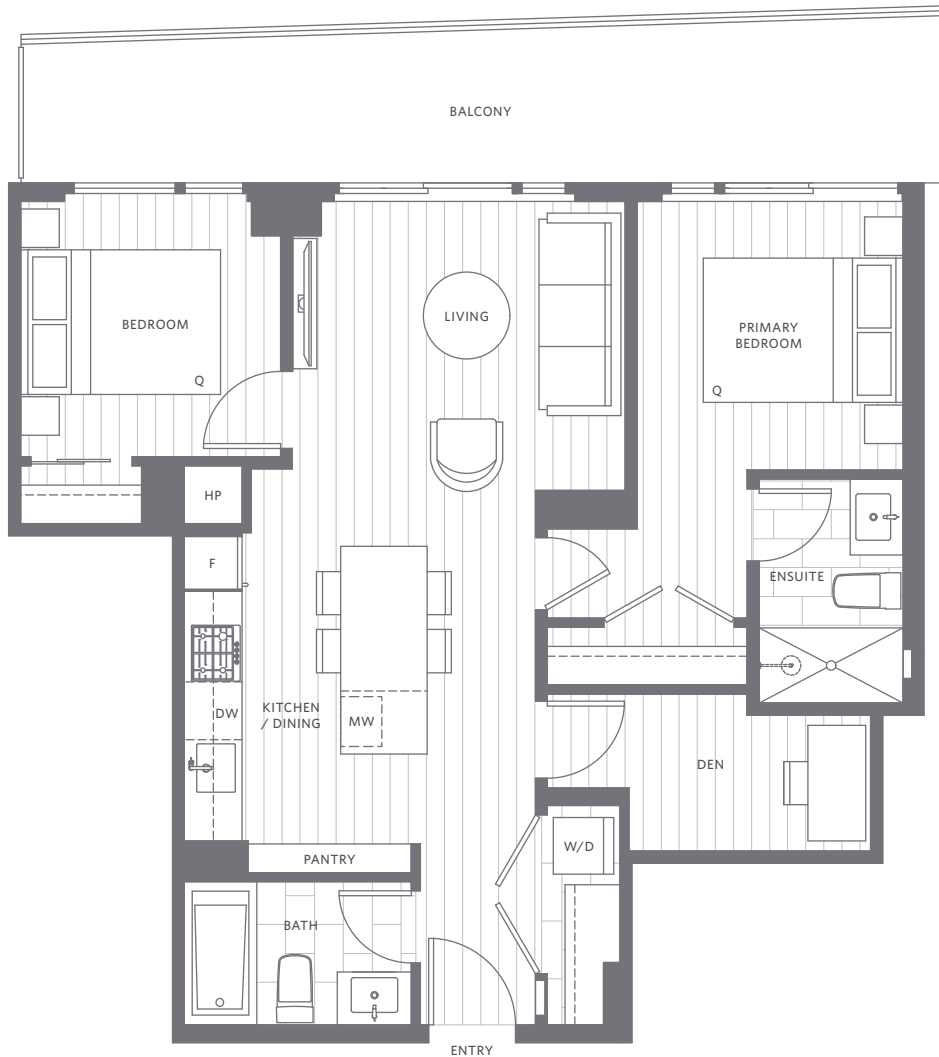 BALCONY
BEDROOM
Q
LIVING
PRIMARY
BEDROOM
Q
HP
F
ENSUITE
DW
KITCHEN
/ DINING
MW
DEN
W/D
PANTRY
BATH
ENTRY